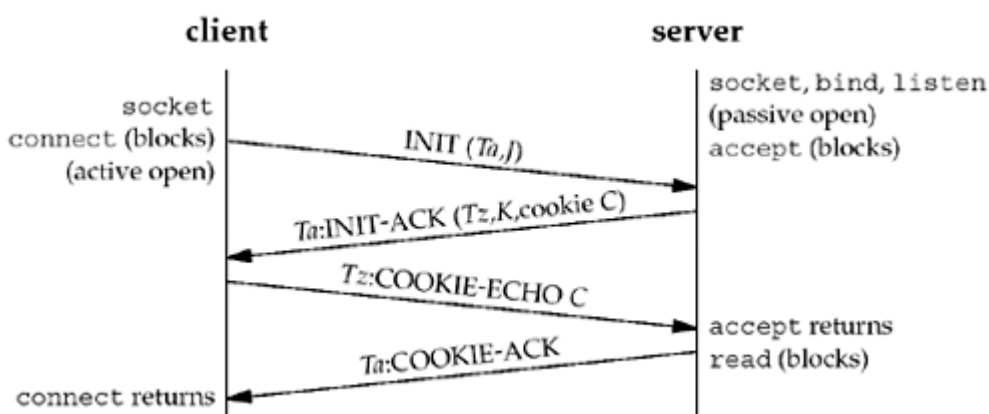 client
server
socket
connect (blocks)
(active open)
socket, bind, listen
(passive open)
accept (blocks)
INIT (Ta,J)
Ta:INIT-ACK (Tz,K,cookie C)
Tz:COOKIE-ECHO C
accept returns
read (blocks)
Ta:COOKIE-ACK
connect returns